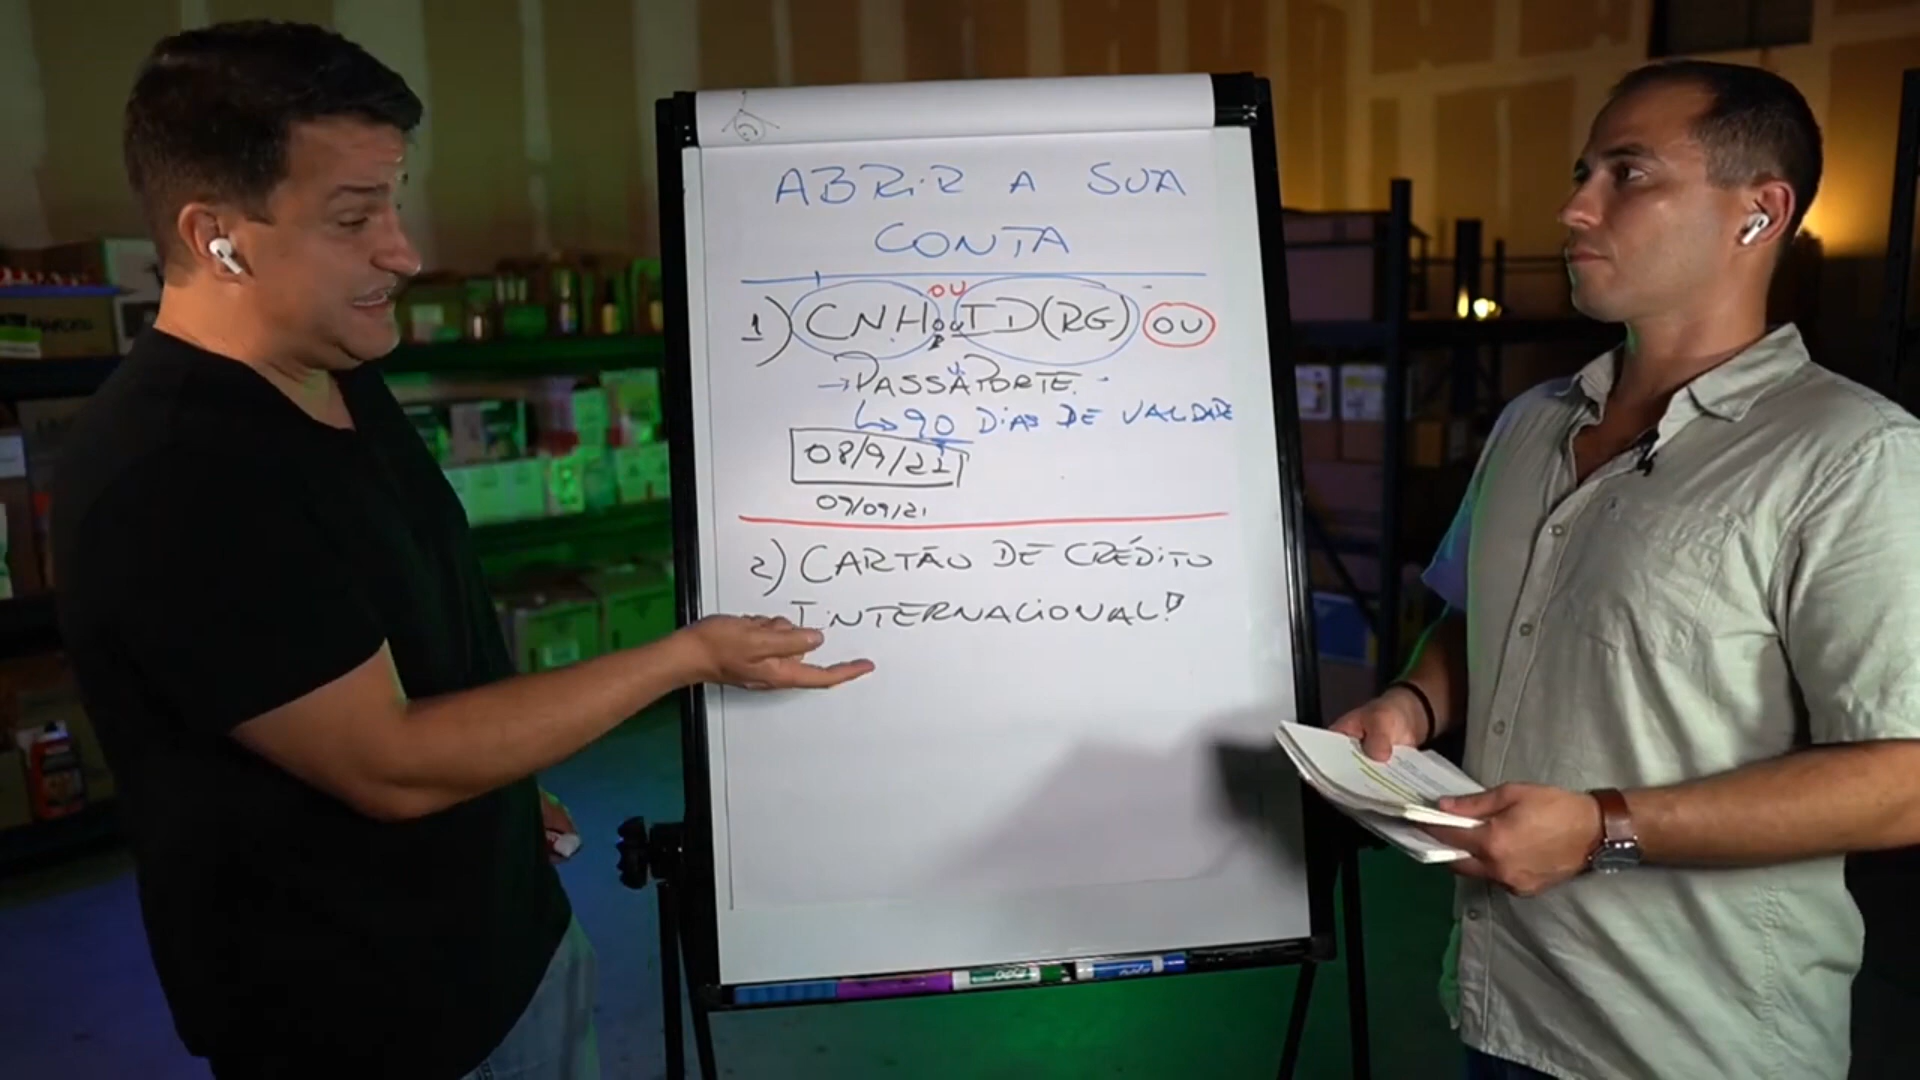 ABRIR A SUA
CONTA
OU
1) CNH OU ID(RG) OU
→ PASSAPORTE.
↳ 90 DIAS DE VALIDADE
08/9/21
07/09/21
2) CARTÃO DE CRÉDITO
INTERNACIONAL!